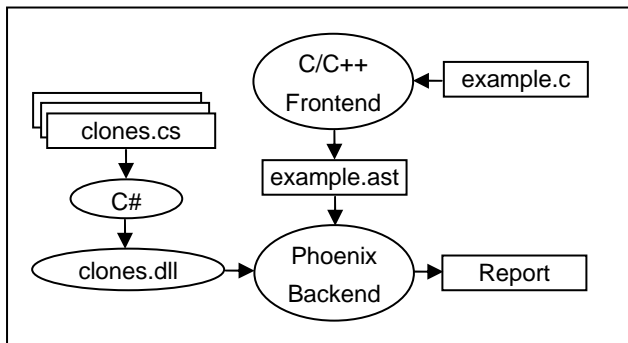 C/C++
Frontend
example.c
clones.cs
example.ast
C#
clones.dll
Phoenix
Backend
Report